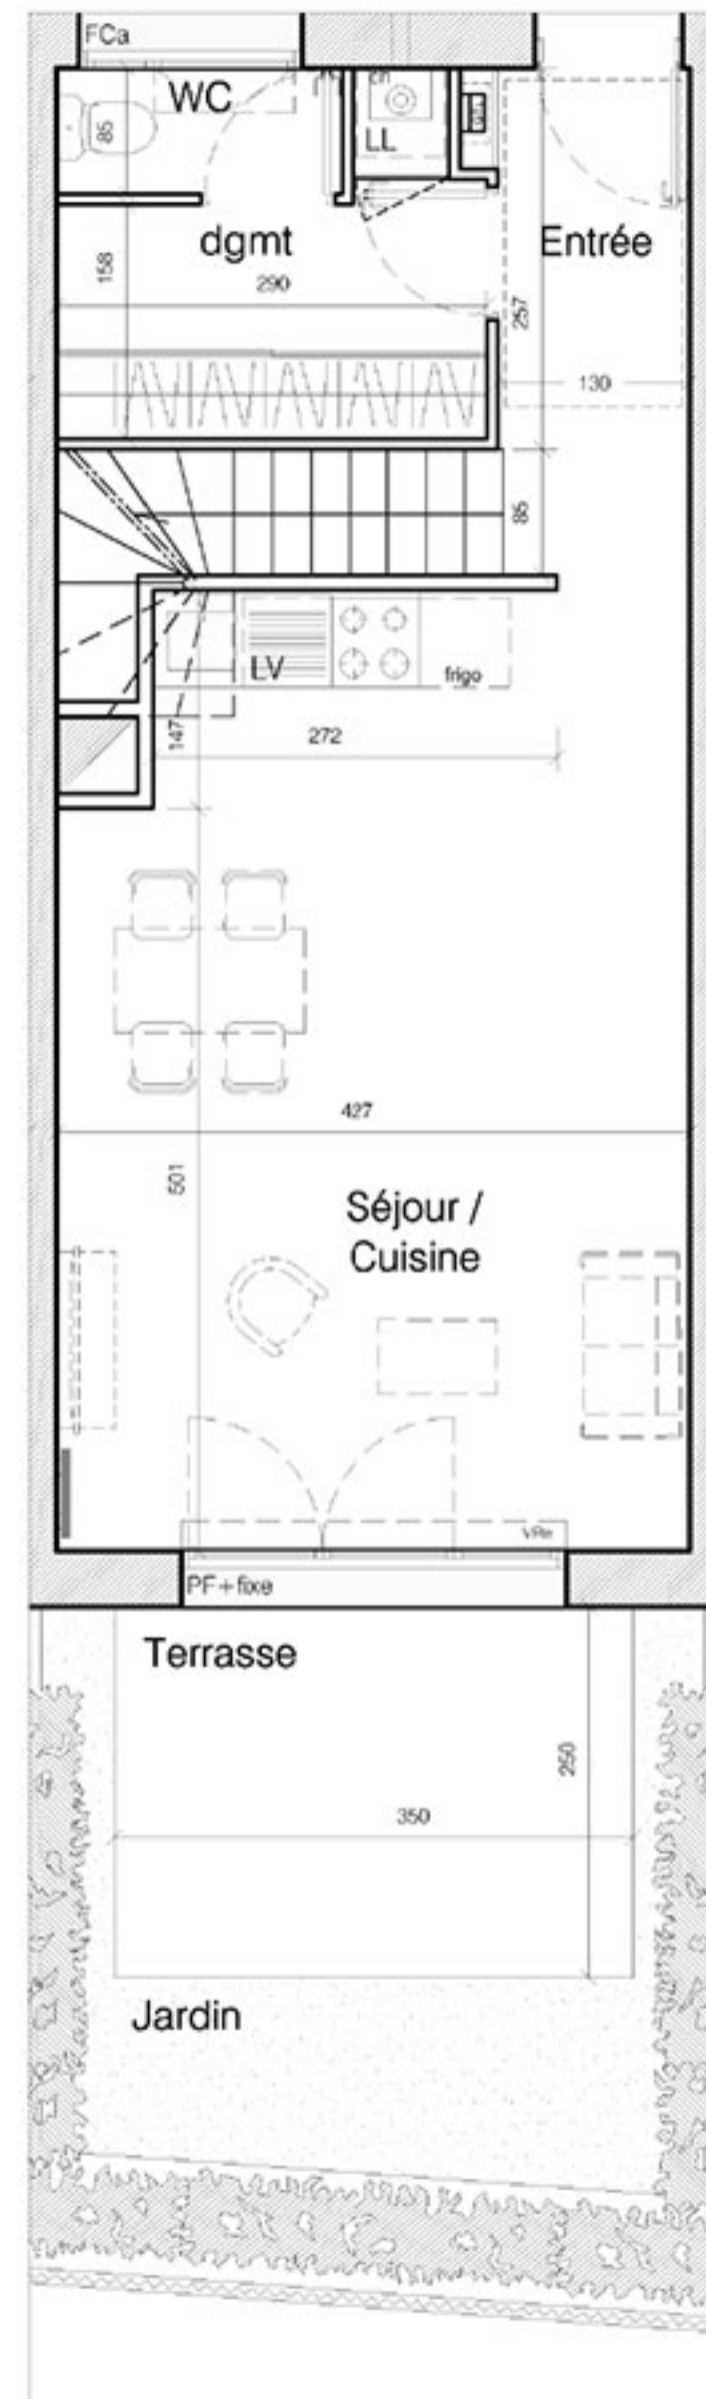 FCa
WC
85
ch
LL
dgmt
Entrée
158
290
257
130
85
LV
frigo
147
272
427
501
Séjour /
Cuisine
VRe
PF+fixe
Terrasse
250
350
Jardin